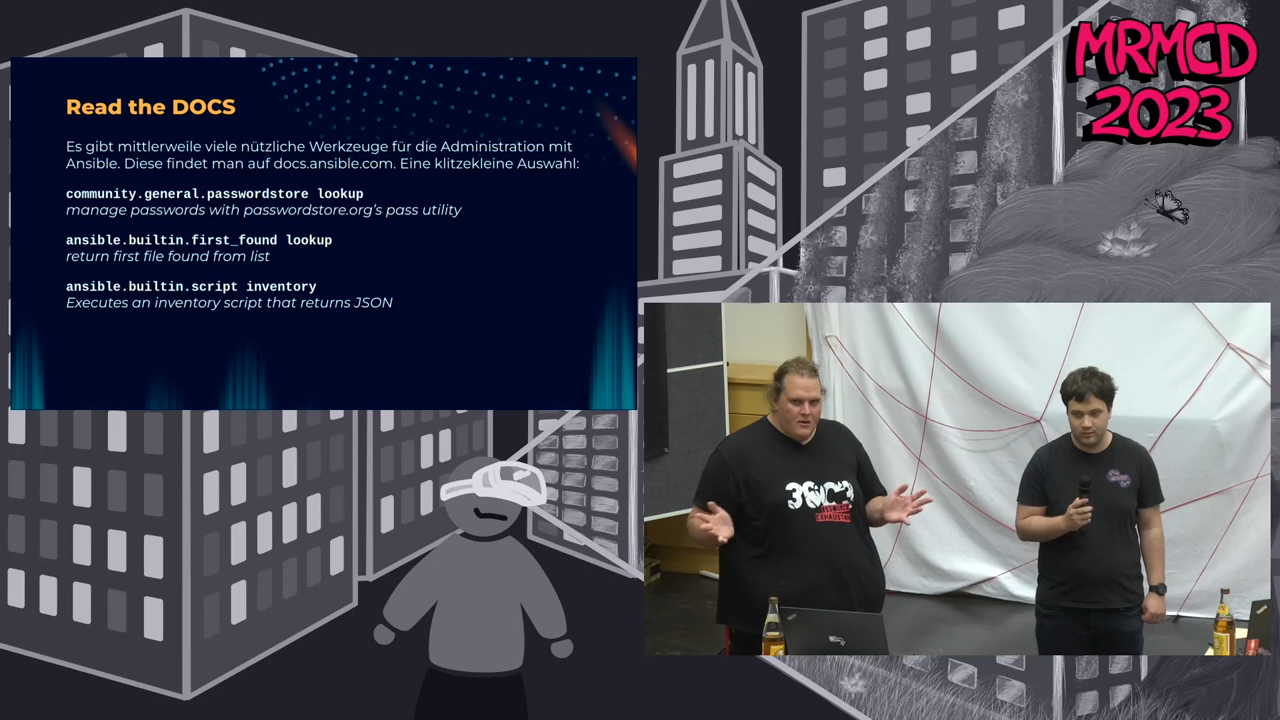 Read the DOCS
Es gibt mittlerweile viele nützliche Werkzeuge für die Administration mit
Ansible. Diese findet man auf docs.ansible.com. Eine klitzekleine Auswahl:
community.general.passwordstore lookup
manage passwords with passwordstore.org's pass utility
ansible.builtin.first_found lookup
return first file found from list
ansible.builtin.script inventory
Executes an inventory script that returns JSON
MRMCD
2023